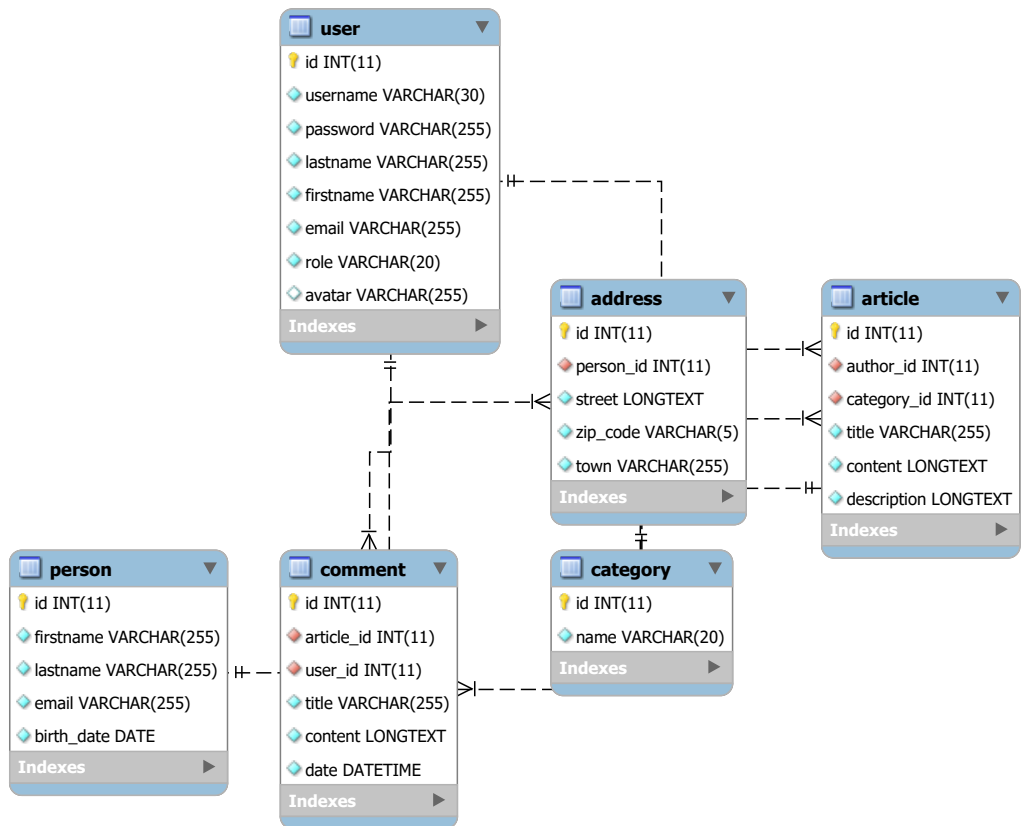 user
id INT(11)
username VARCHAR(30)
password VARCHAR(255)
lastname VARCHAR(255)
firstname VARCHAR(255)
email VARCHAR(255)
role VARCHAR(20)
avatar VARCHAR(255)
Indexes
address
id INT(11)
person_id INT(11)
street LONGTEXT
zip_code VARCHAR(5)
town VARCHAR(255)
Indexes
article
id INT(11)
author_id INT(11)
category_id INT(11)
title VARCHAR(255)
content LONGTEXT
description LONGTEXT
Indexes
person
id INT(11)
firstname VARCHAR(255)
lastname VARCHAR(255)
email VARCHAR(255)
birth_date DATE
Indexes
comment
id INT(11)
article_id INT(11)
user_id INT(11)
title VARCHAR(255)
content LONGTEXT
date DATETIME
Indexes
category
id INT(11)
name VARCHAR(20)
Indexes